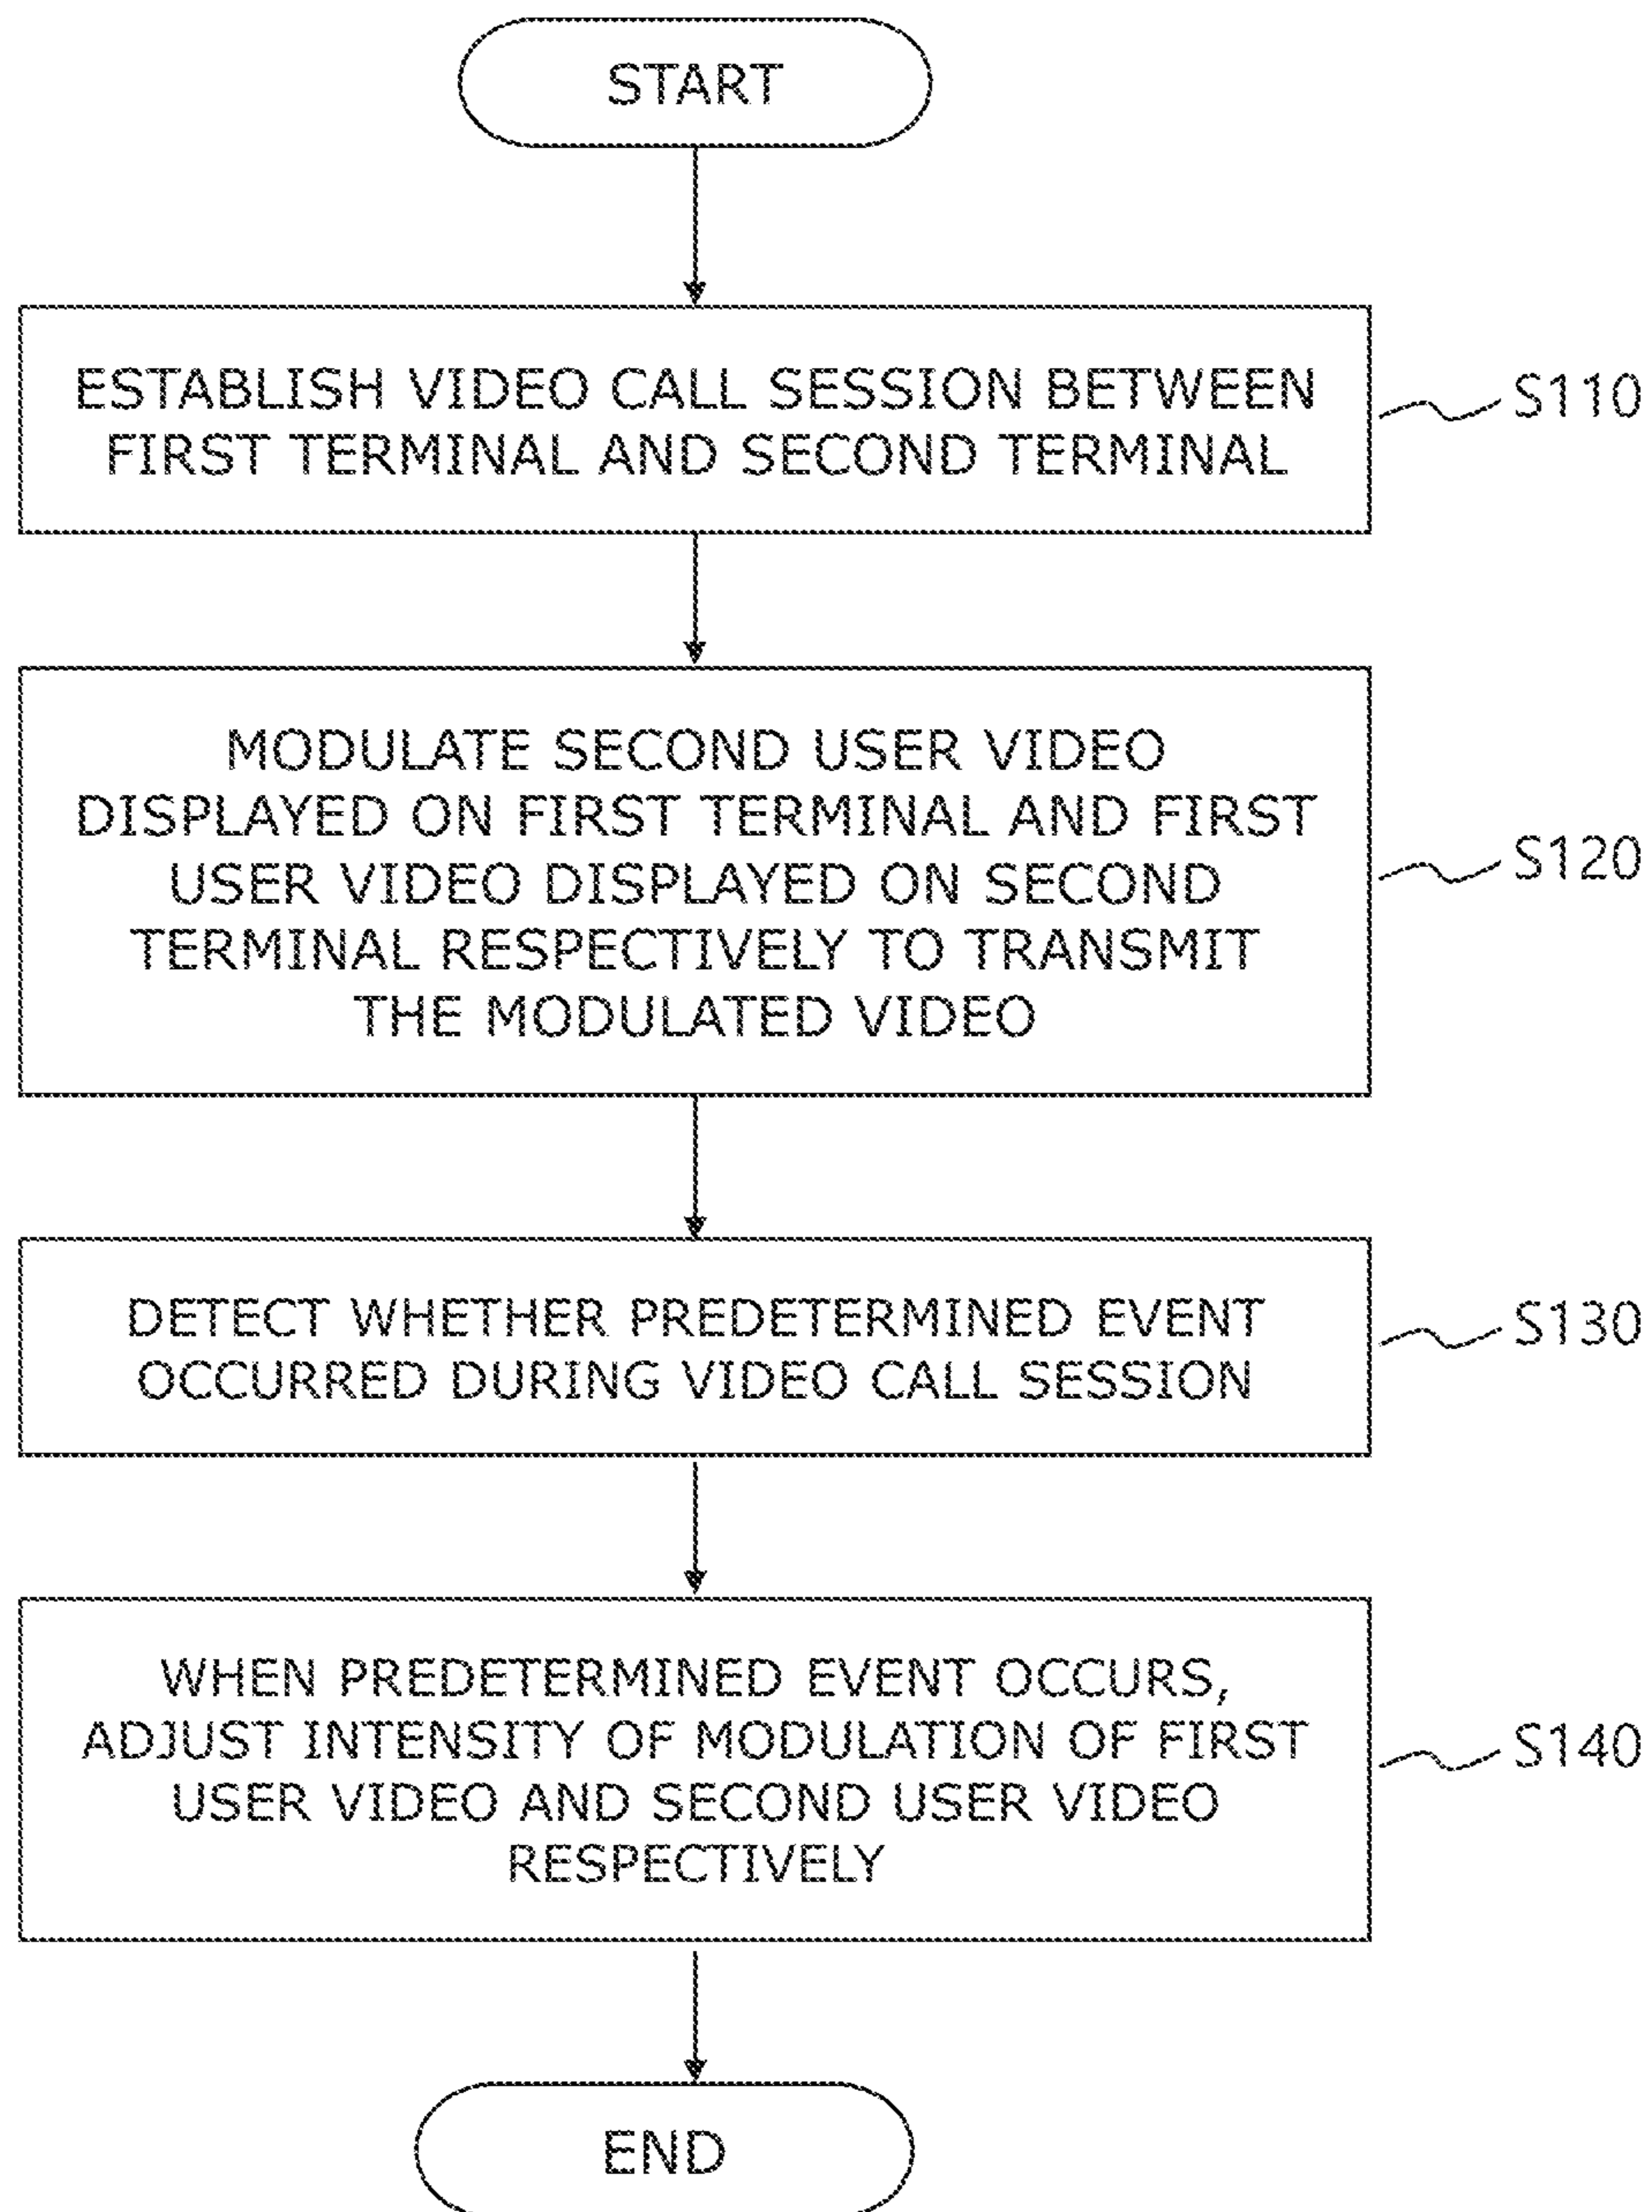 START
ESTABLISH VIDEO CALL SESSION BETWEEN
FIRST TERMINAL AND SECOND TERMINAL
S110
MODULATE SECOND USER VIDEO
DISPLAYED ON FIRST TERMINAL AND FIRST
USER VIDEO DISPLAYED ON SECOND
TERMINAL RESPECTIVELY TO TRANSMIT
THE MODULATED VIDEO
S120
DETECT WHETHER PREDETERMINED EVENT
OCCURRED DURING VIDEO CALL SESSION
S130
WHEN PREDETERMINED EVENT OCCURS,
ADJUST INTENSITY OF MODULATION OF FIRST
USER VIDEO AND SECOND USER VIDEO
RESPECTIVELY
S140
END